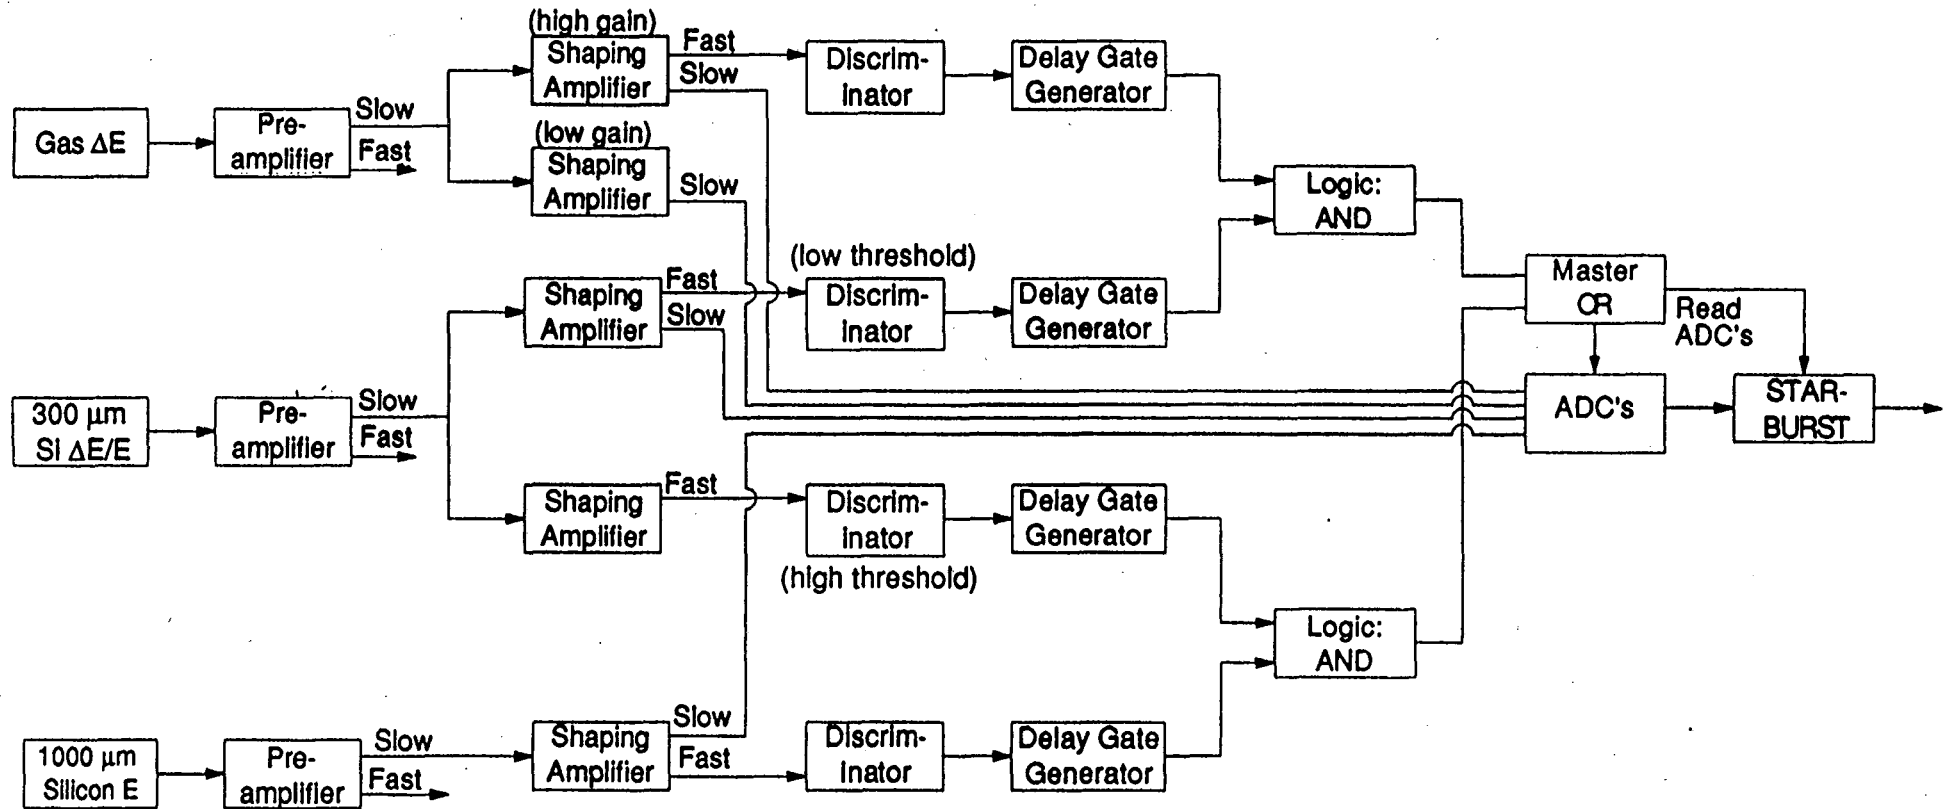 (high gain)
Shaping
Amplifier
Fast
Slow
Discrim-
inator
Delay Gate
Generator
Gas ΔE
Pre-
amplifier
Slow
Fast
(low gain)
Shaping
Amplifier
Slow
Logic:
AND
(low threshold)
Shaping
Amplifier
Fast
Slow
Discrim-
inator
Delay Gate
Generator
Master
OR
Read
ADC's
300 µm
Si ΔE/E
Pre-
amplifier
Slow
Fast
ADC's
STAR-
BURST
Shaping
Amplifier
Fast
Discrim-
inator
(high threshold)
Delay Gate
Generator
Logic:
AND
1000 µm
Silicon E
Pre-
amplifier
Slow
Fast
Shaping
Amplifier
Slow
Fast
Discrim-
inator
Delay Gate
Generator